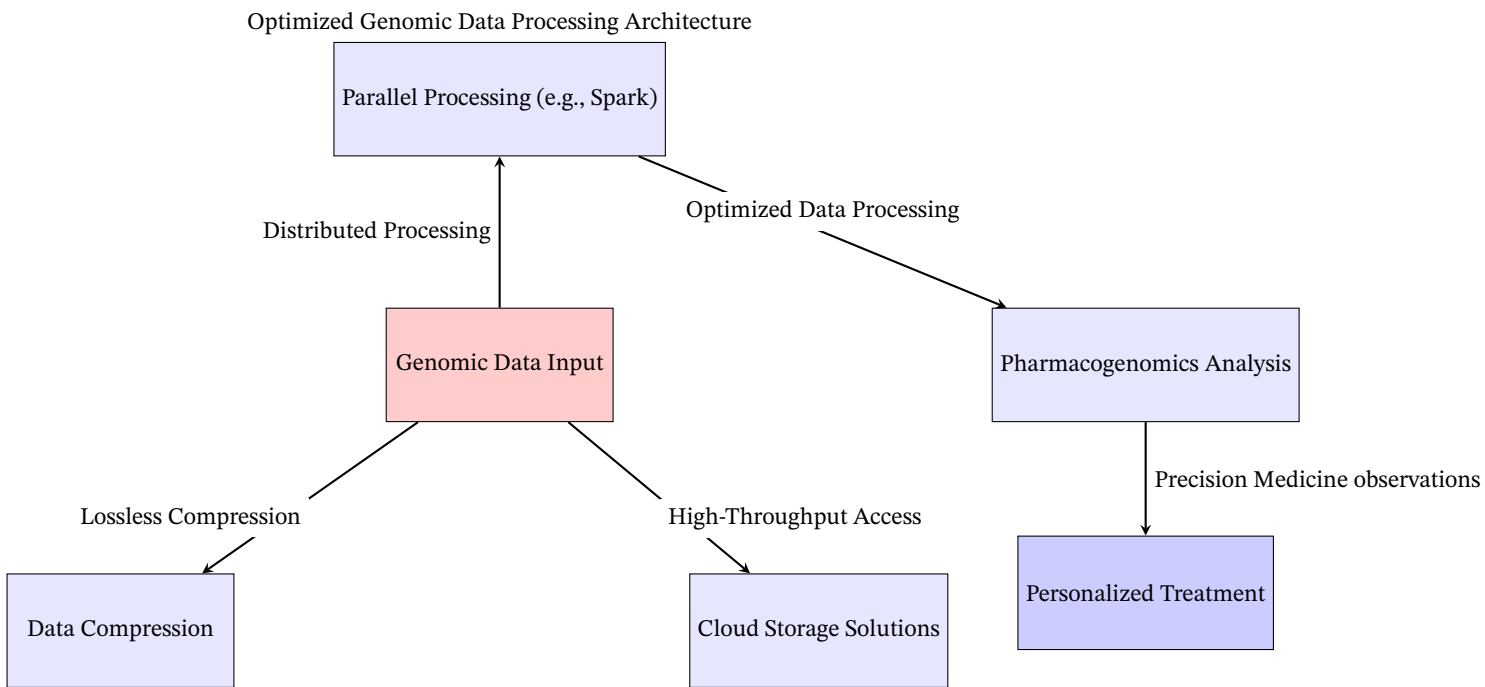 Optimized Genomic Data Processing Architecture
Parallel Processing (e.g., Spark)
Optimized Data Processing
Distributed Processing
Genomic Data Input
Pharmacogenomics Analysis
Precision Medicine observations
Lossless Compression
High-Throughput Access
Personalized Treatment
Data Compression
Cloud Storage Solutions